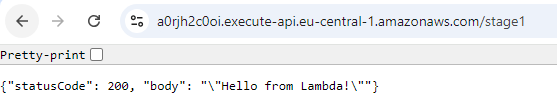 a0rjh2c0oi.execute-api.eu-central-1.amazonaws.com/stage1
Pretty-print
{"statusCode": 200, "body": "\"Hello from Lambda!\""}